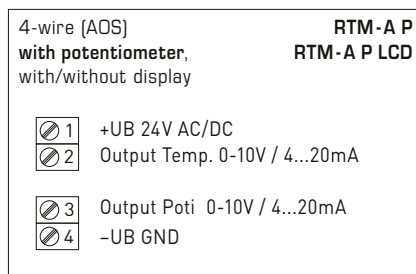 4-wire (AOS) RTM-A P
with potentiometer, RTM-A P LCD
with/without display
1 +UB 24V AC/DC
2 Output Temp. 0-10V / 4...20mA
3 Output Poti 0-10V / 4...20mA
4 –UB GND